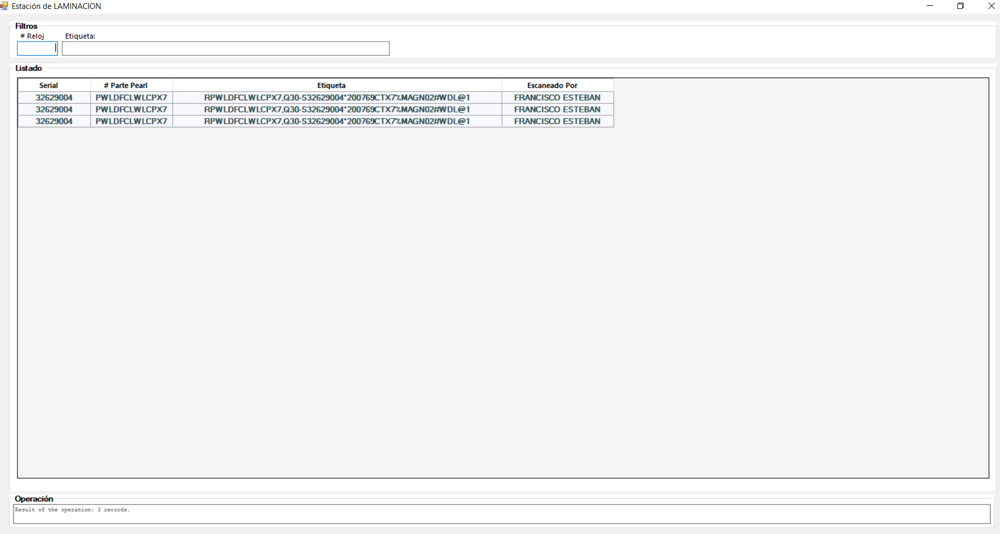 Estación de LAMINACION
Filtros
# Reloj Etiqueta:
Listado
Serial # Parte Pearl Etiqueta Escaneado Por
32629004 PWLDFCLWLCPX7 RPWLDFCLWLCPX7,Q30-S32629004*200769CTX7%MAGN02#WDL@1 FRANCISCO ESTEBAN
32629004 PWLDFCLWLCPX7 RPWLDFCLWLCPX7,Q30-S32629004*200769CTX7%MAGN02#WDL@1 FRANCISCO ESTEBAN
32629004 PWLDFCLWLCPX7 RPWLDFCLWLCPX7,Q30-S32629004*200769CTX7%MAGN02#WDL@1 FRANCISCO ESTEBAN
Operación
Result of the operation: 3 records.